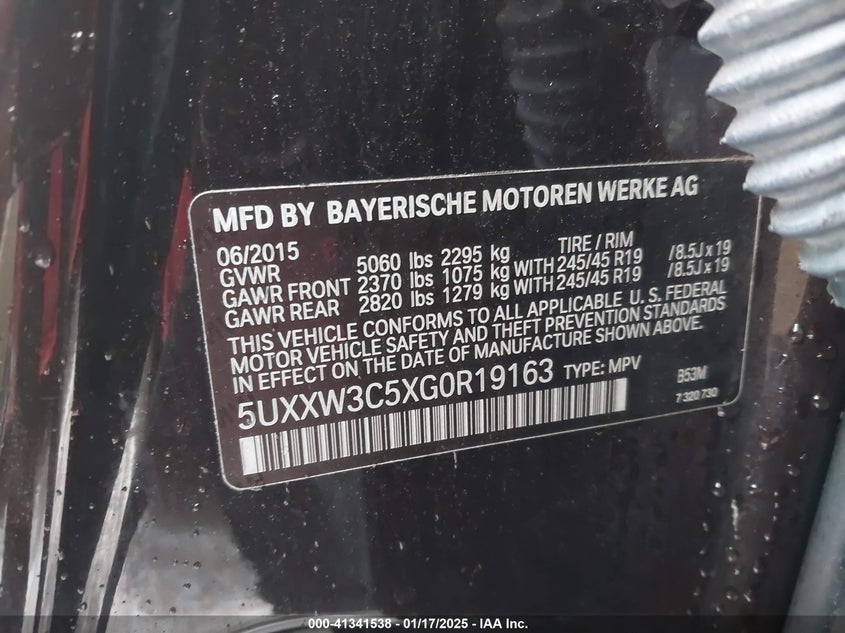 MFD BY BAYERISCHE MOTOREN WERKE AG
06/2015 TIRE / RIM
GVWR 5060 lbs 2295 kg
GAWR FRONT 2370 lbs 1075 kg WITH 245/45 R19 /8.5J x 19
GAWR REAR 2820 lbs 1279 kg WITH 245/45 R19 /8.5J x 19
THIS VEHICLE CONFORMS TO ALL APPLICABLE U. S. FEDERAL
MOTOR VEHICLE SAFETY AND THEFT PREVENTION STANDARDS
IN EFFECT ON THE DATE OF MANUFACTURE SHOWN ABOVE.
5UXXW3C5XG0R19163 TYPE: MPV B53M
7 320 730
000-41341538 - 01/17/2025 - IAA Inc.